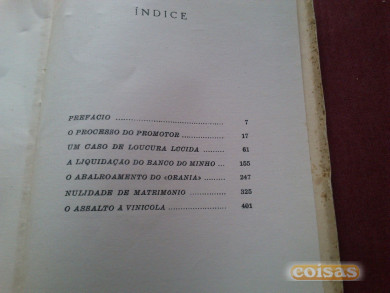 ÍNDICE
PREFÁCIO .......................... 7
O PROCESSO DO PROMOTOR ............ 17
UM CASO DE LOUCURA LÚCIDA ......... 61
A LIQUIDAÇÃO DO BANCO DO MINHO ... 155
O ABALROAMENTO DO «ORANIA» ....... 247
NULIDADE DE MATRIMÓNIO ........... 325
O ASSALTO À VINÍCOLA ............. 401
coisas